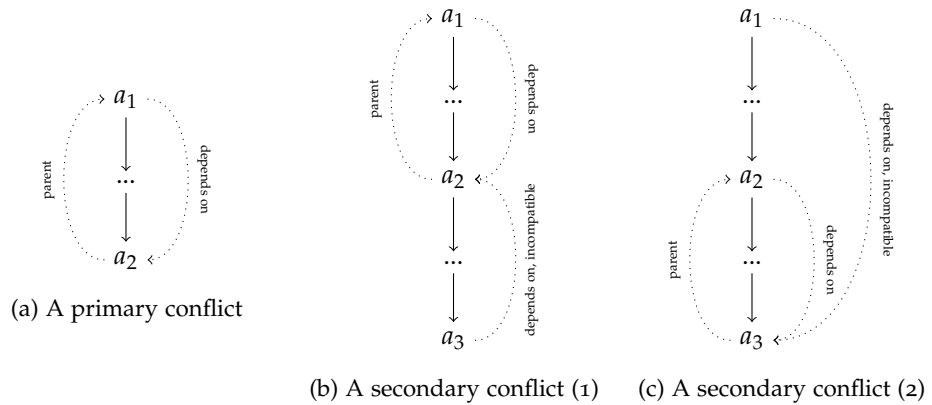 a1
...
a2
parent
depends on
(a) A primary conflict
a1
...
a2
...
a3
parent
depends on
depends on, incompatible
(b) A secondary conflict (1)
a1
...
a2
...
a3
parent
depends on
depends on, incompatible
(c) A secondary conflict (2)